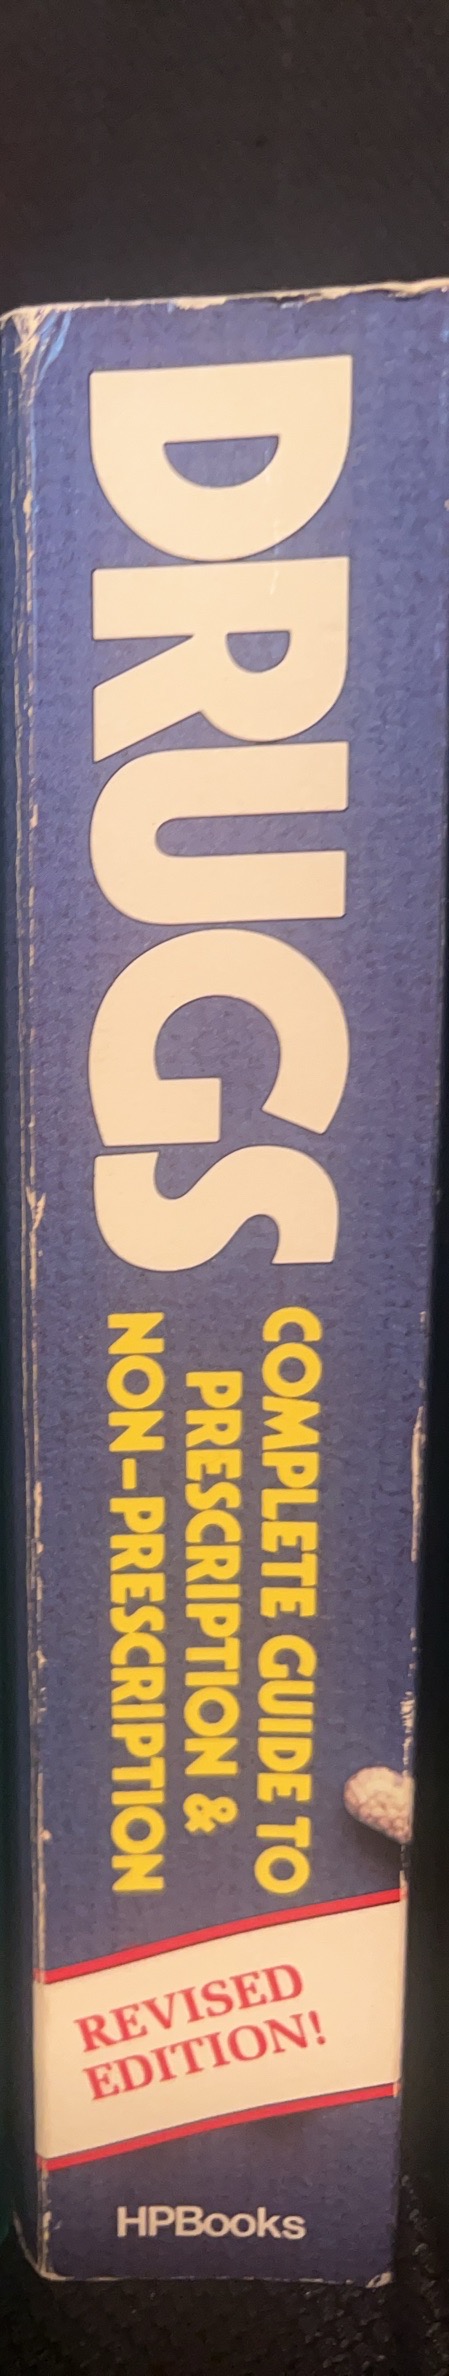 DRUGS
COMPLETE GUIDE TO
PRESCRIPTION &
NON-PRESCRIPTION
REVISED
EDITION!
HPBooks